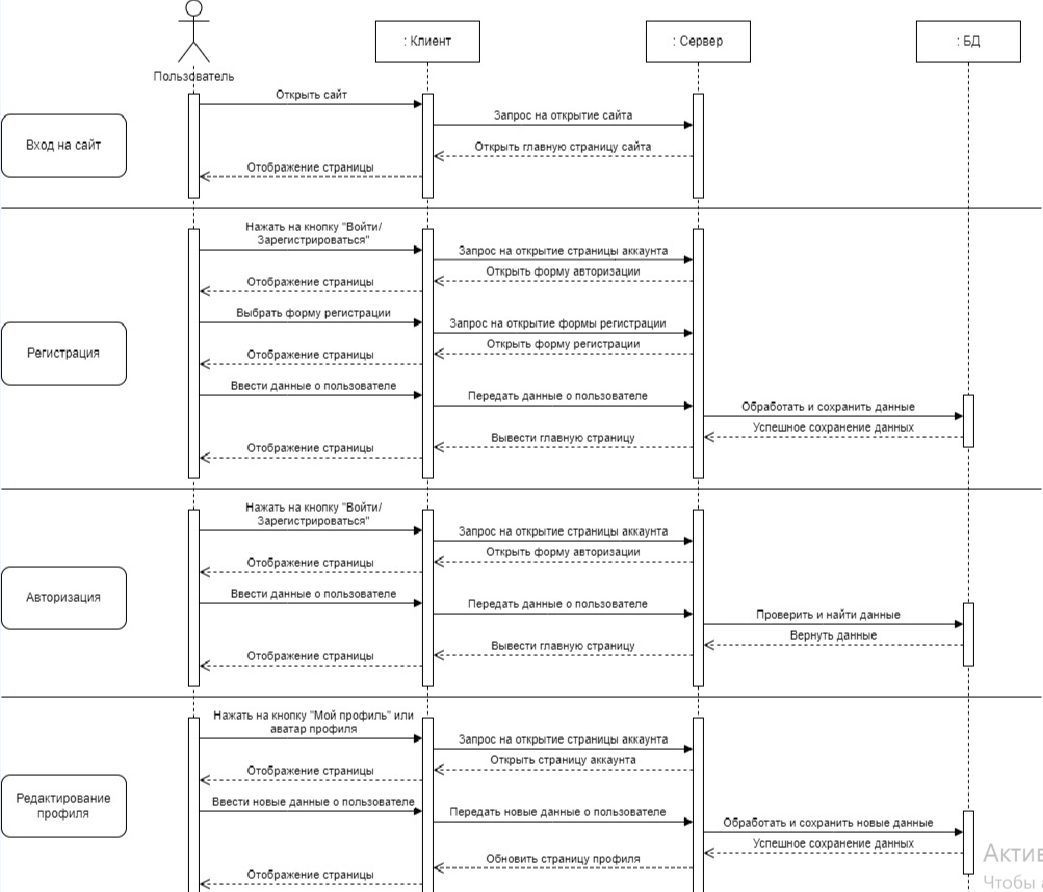 : Клиент
: Сервер
: БД
Пользователь
Открыть сайт
Запрос на открытие сайта
Вход на сайт
Открыть главную страницу сайта
Отображение страницы
Нажать на кнопку "Войти/
Зарегистрироваться"
Запрос на открытие страницы аккаунта
Открыть форму авторизации
Отображение страницы
Выбрать форму регистрации
Запрос на открытие формы регистрации
Открыть форму регистрации
Регистрация
Отображение страницы
Ввести данные о пользователе
Передать данные о пользователе
Обработать и сохранить данные
Успешное сохранение данных
Вывести главную страницу
Отображение страницы
Нажать на кнопку "Войти/
Зарегистрироваться"
Запрос на открытие страницы аккаунта
Открыть форму авторизации
Отображение страницы
Авторизация
Ввести данные о пользователе
Передать данные о пользователе
Проверить и найти данные
Вернуть данные
Вывести главную страницу
Отображение страницы
Нажать на кнопку "Мой профиль" или
аватар профиля
Запрос на открытие страницы аккаунта
Открыть страницу аккаунта
Отображение страницы
Редактирование
профиля
Ввести новые данные о пользователе
Передать новые данные о пользователе
Обработать и сохранить новые данные
Успешное сохранение данных
Обновить страницу профиля
Отображение страницы
Актив
Чтобы